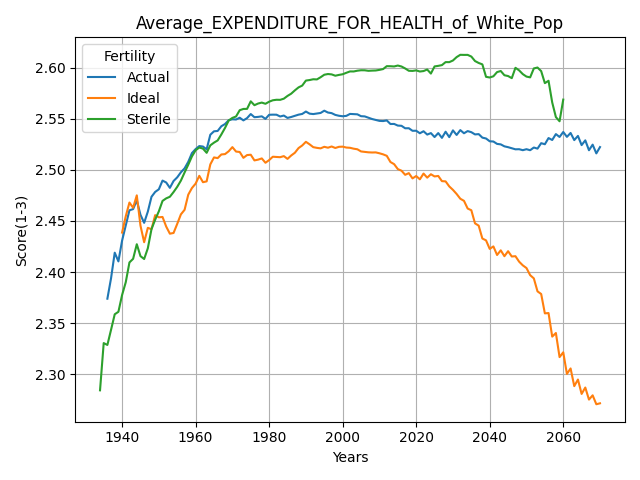 Average_EXPENDITURE_FOR_HEALTH_of_White_Pop
Fertility
Actual
Ideal
Sterile
Score(1-3)
2.60
2.55
2.50
2.45
2.40
2.35
2.30
1940 1960 1980 2000 2020 2040 2060
Years